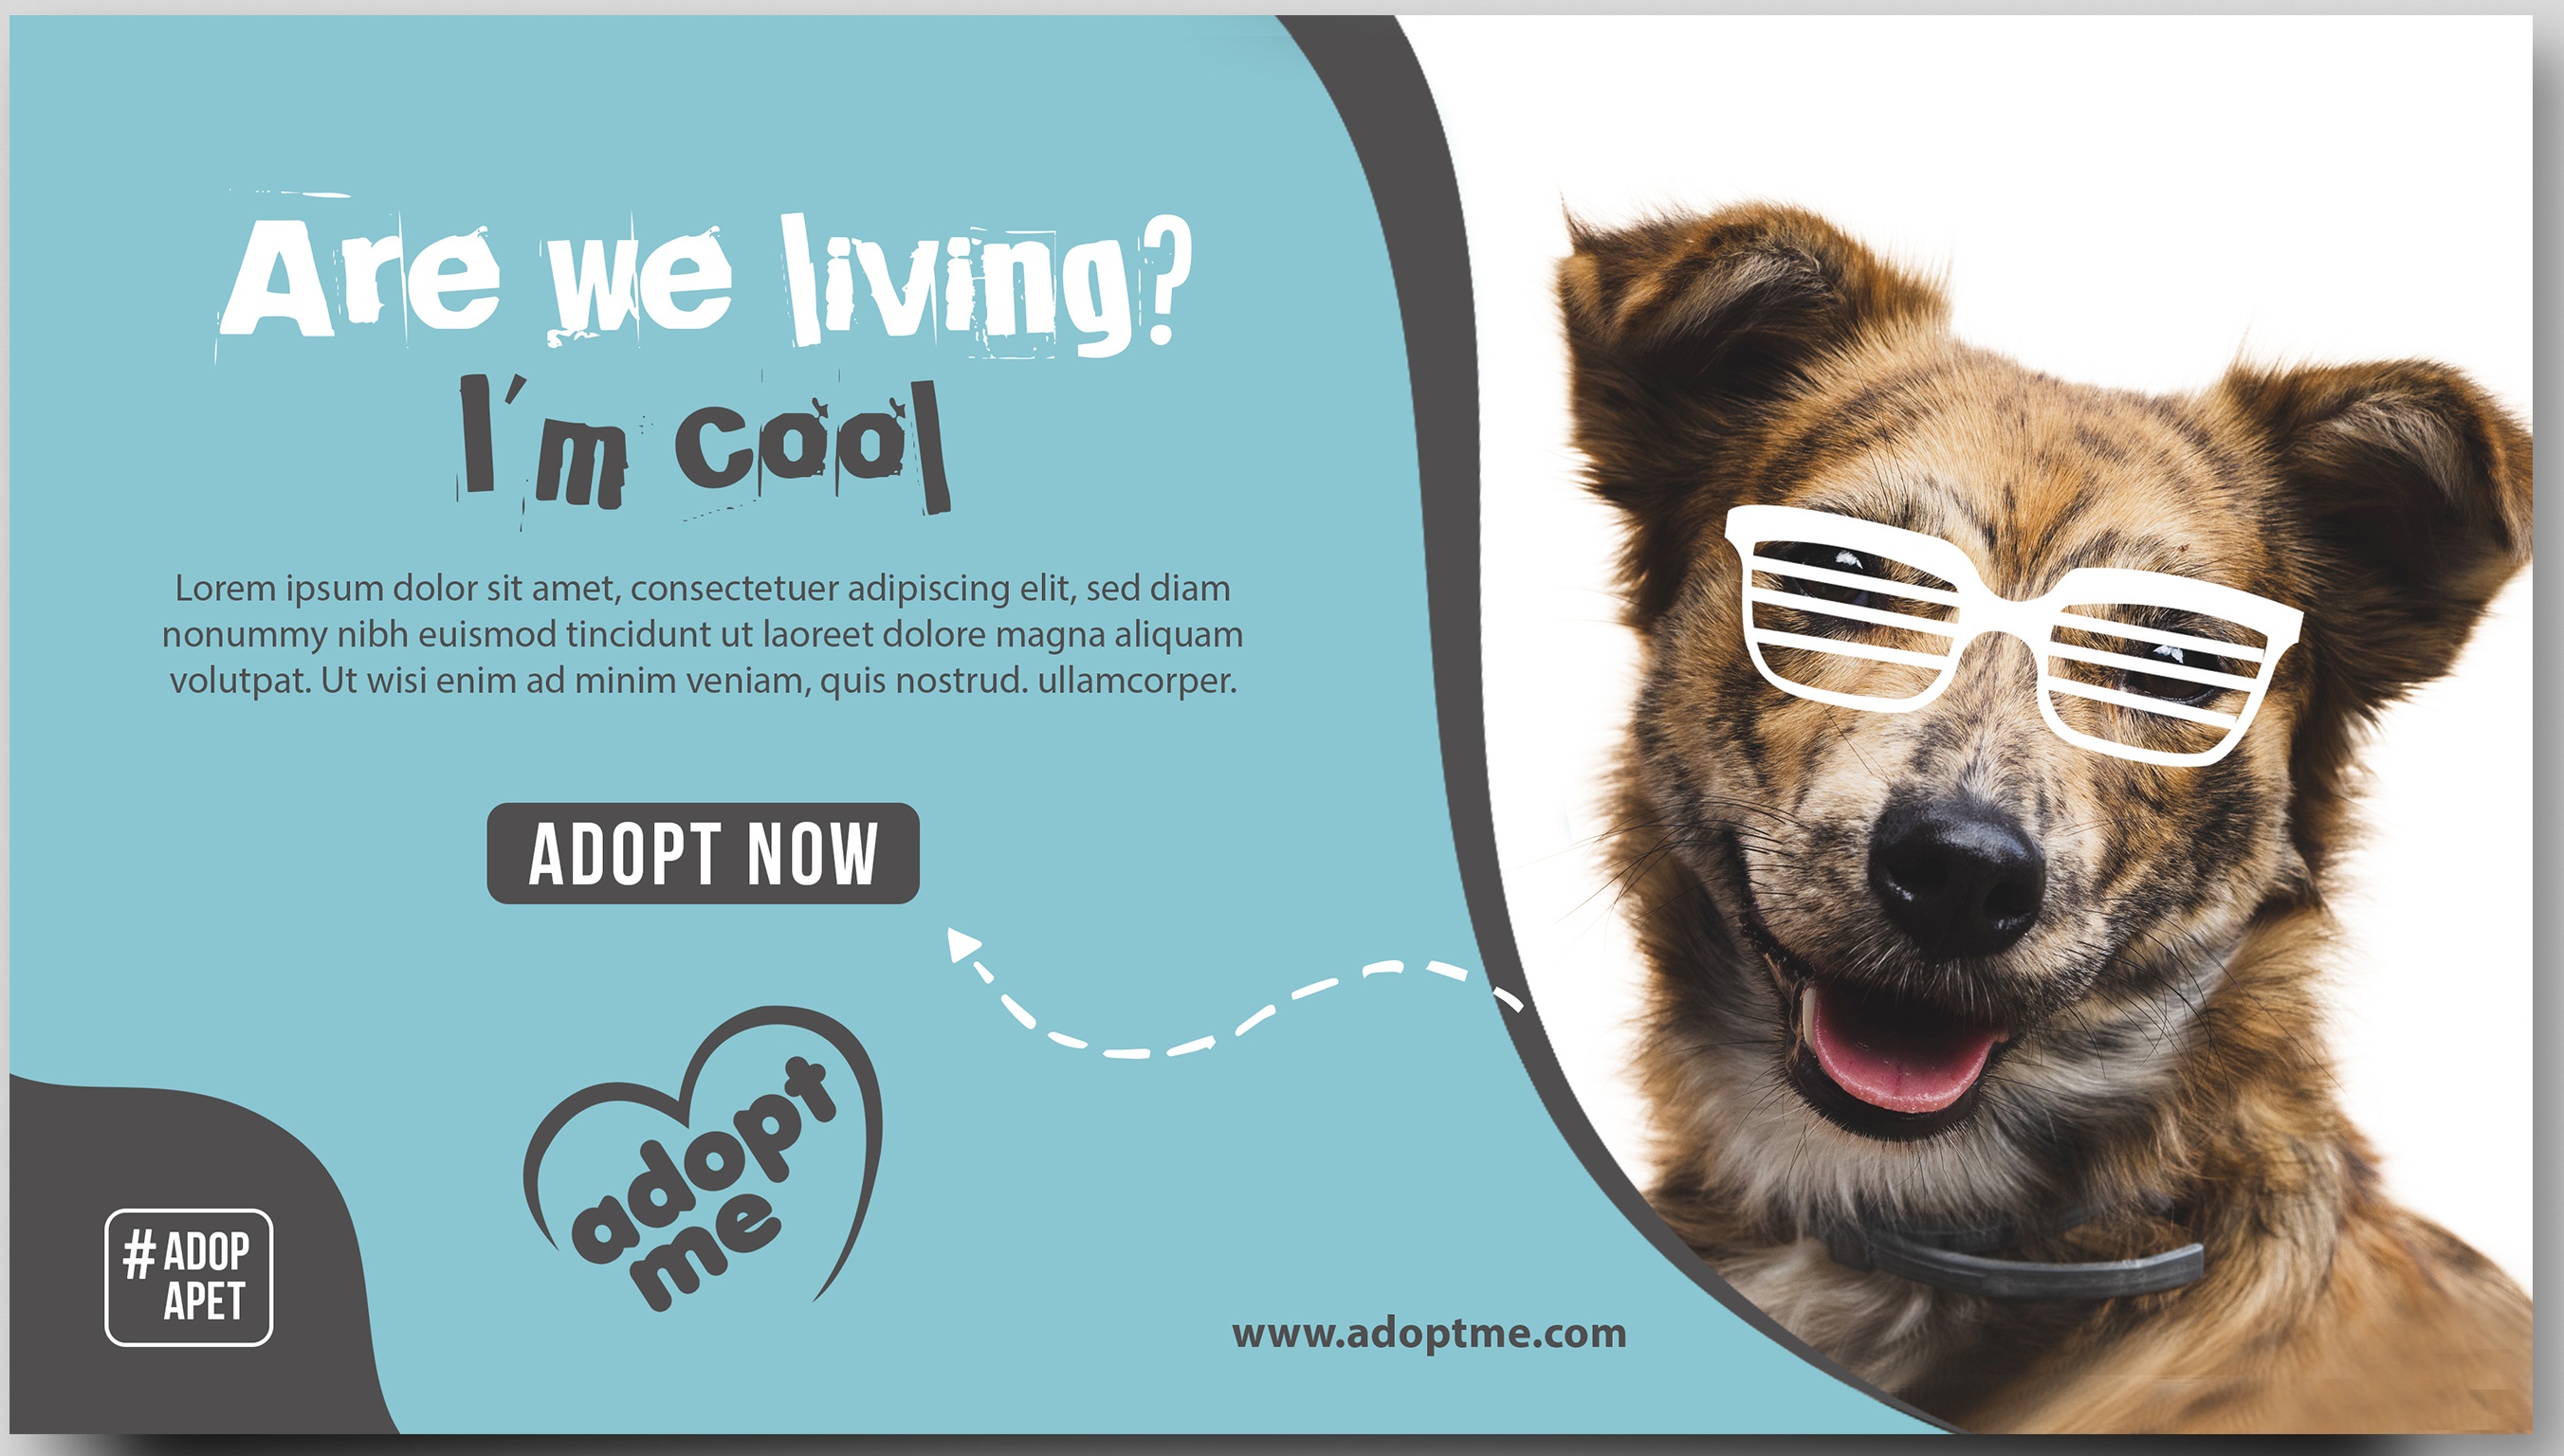 Are we living?
I'm cool
Lorem ipsum dolor sit amet, consectetuer adipiscing elit, sed diam
nonummy nibh euismod tincidunt ut laoreet dolore magna aliquam
volutpat. Ut wisi enim ad minim veniam, quis nostrud. ullamcorper.
ADOPT NOW
adopt
me
# ADOP
APET
www.adoptme.com